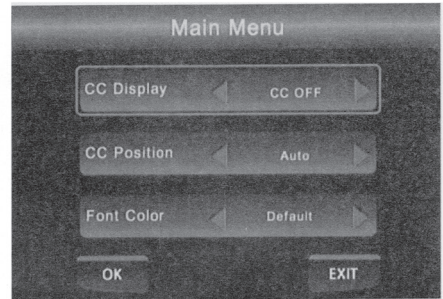 Main Menu
CC Display CC OFF
CC Position Auto
Font Color Default
OK EXIT